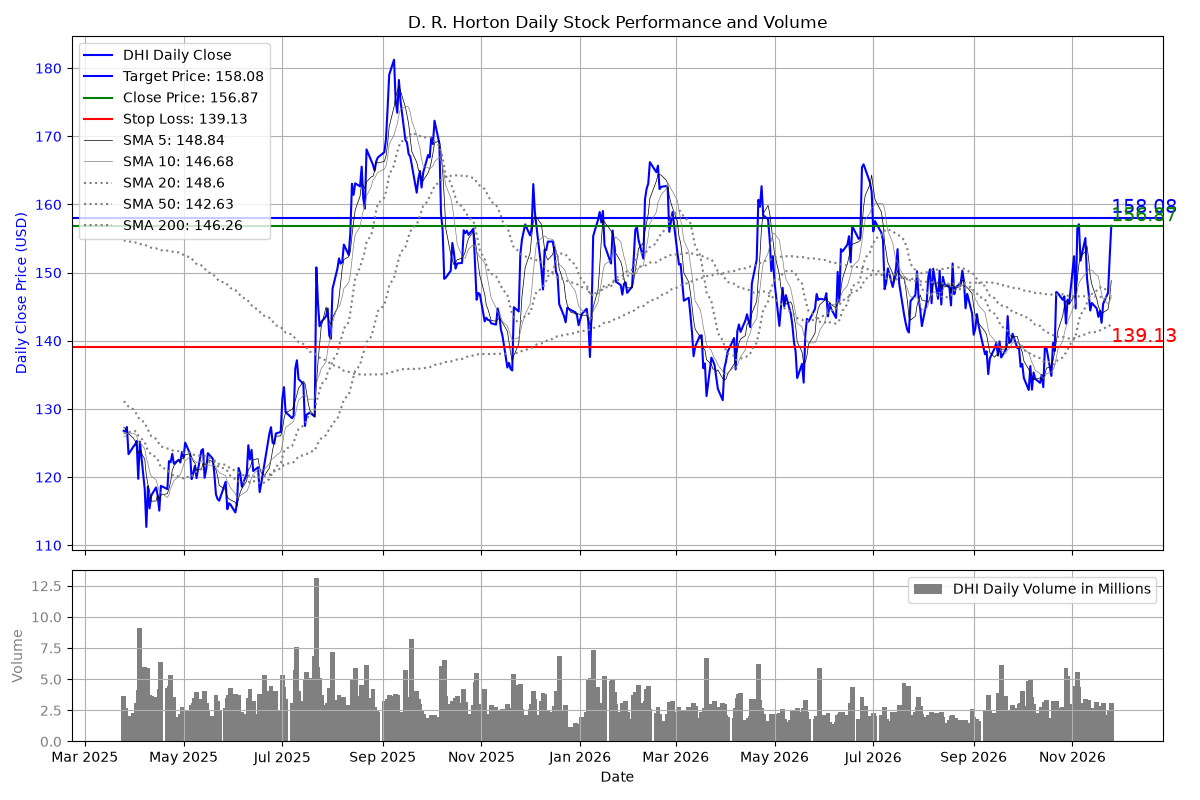 D. R. Horton Daily Stock Performance and Volume
DHI Daily Close
Target Price: 158.08
Close Price: 156.87
Stop Loss: 139.13
SMA 5: 148.84
SMA 10: 146.68
SMA 20: 148.6
SMA 50: 142.63
SMA 200: 146.26
Daily Close Price (USD)
180
170
160
150
140
130
120
110
158.08
156.87
139.13
DHI Daily Volume in Millions
Volume
12.5
10.0
7.5
5.0
2.5
0.0
Mar 2025 May 2025 Jul 2025 Sep 2025 Nov 2025 Jan 2026 Mar 2026 May 2026 Jul 2026 Sep 2026 Nov 2026
Date